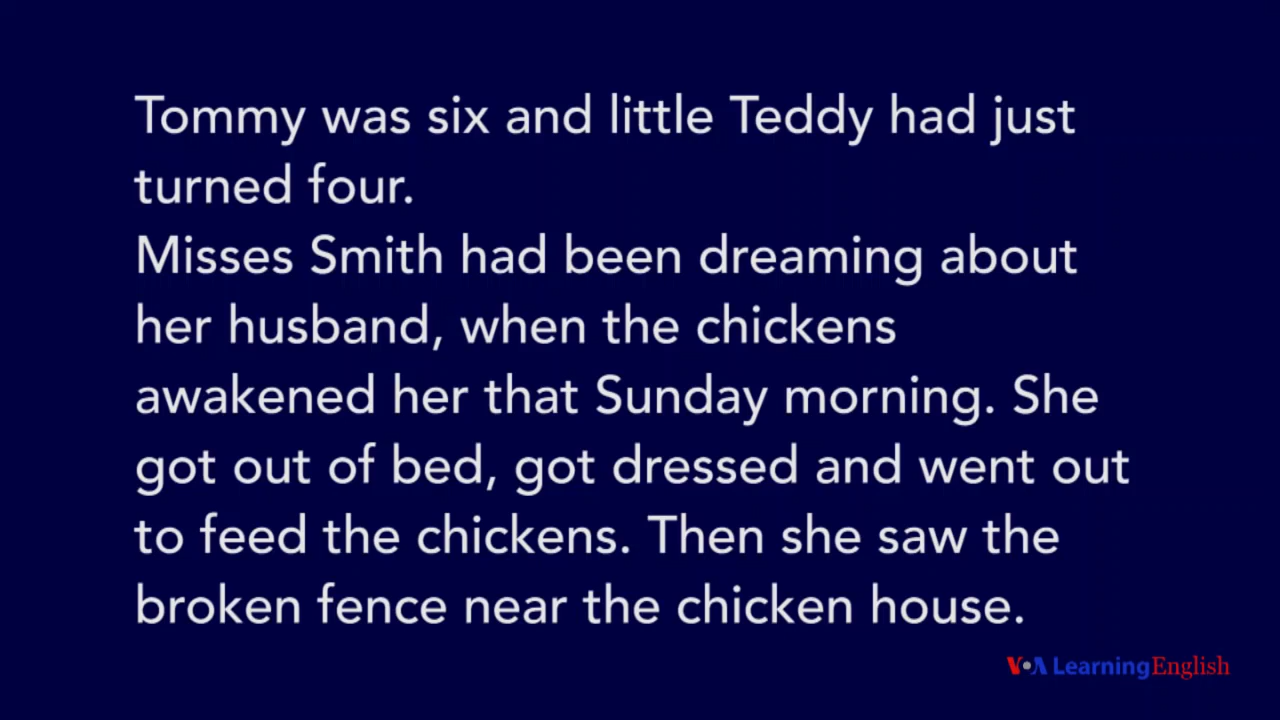 Tommy was six and little Teddy had just
turned four.
Misses Smith had been dreaming about
her husband, when the chickens
awakened her that Sunday morning. She
got out of bed, got dressed and went out
to feed the chickens. Then she saw the
broken fence near the chicken house.
VOA Learning English